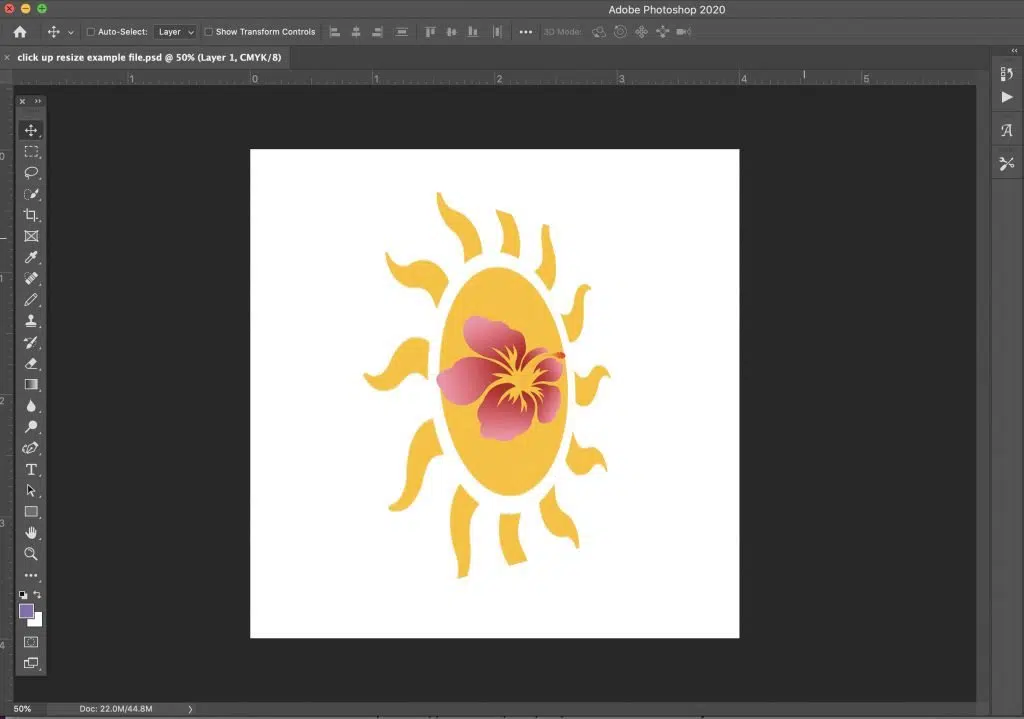 Adobe Photoshop 2020
Auto-Select: Layer Show Transform Controls 3D Mode:
click up resize example file.psd @ 50% (Layer 1, CMYK/8)
1 0 1 2 3 4 5
0
1
2
3
4
50% Doc: 22.0M/44.8M